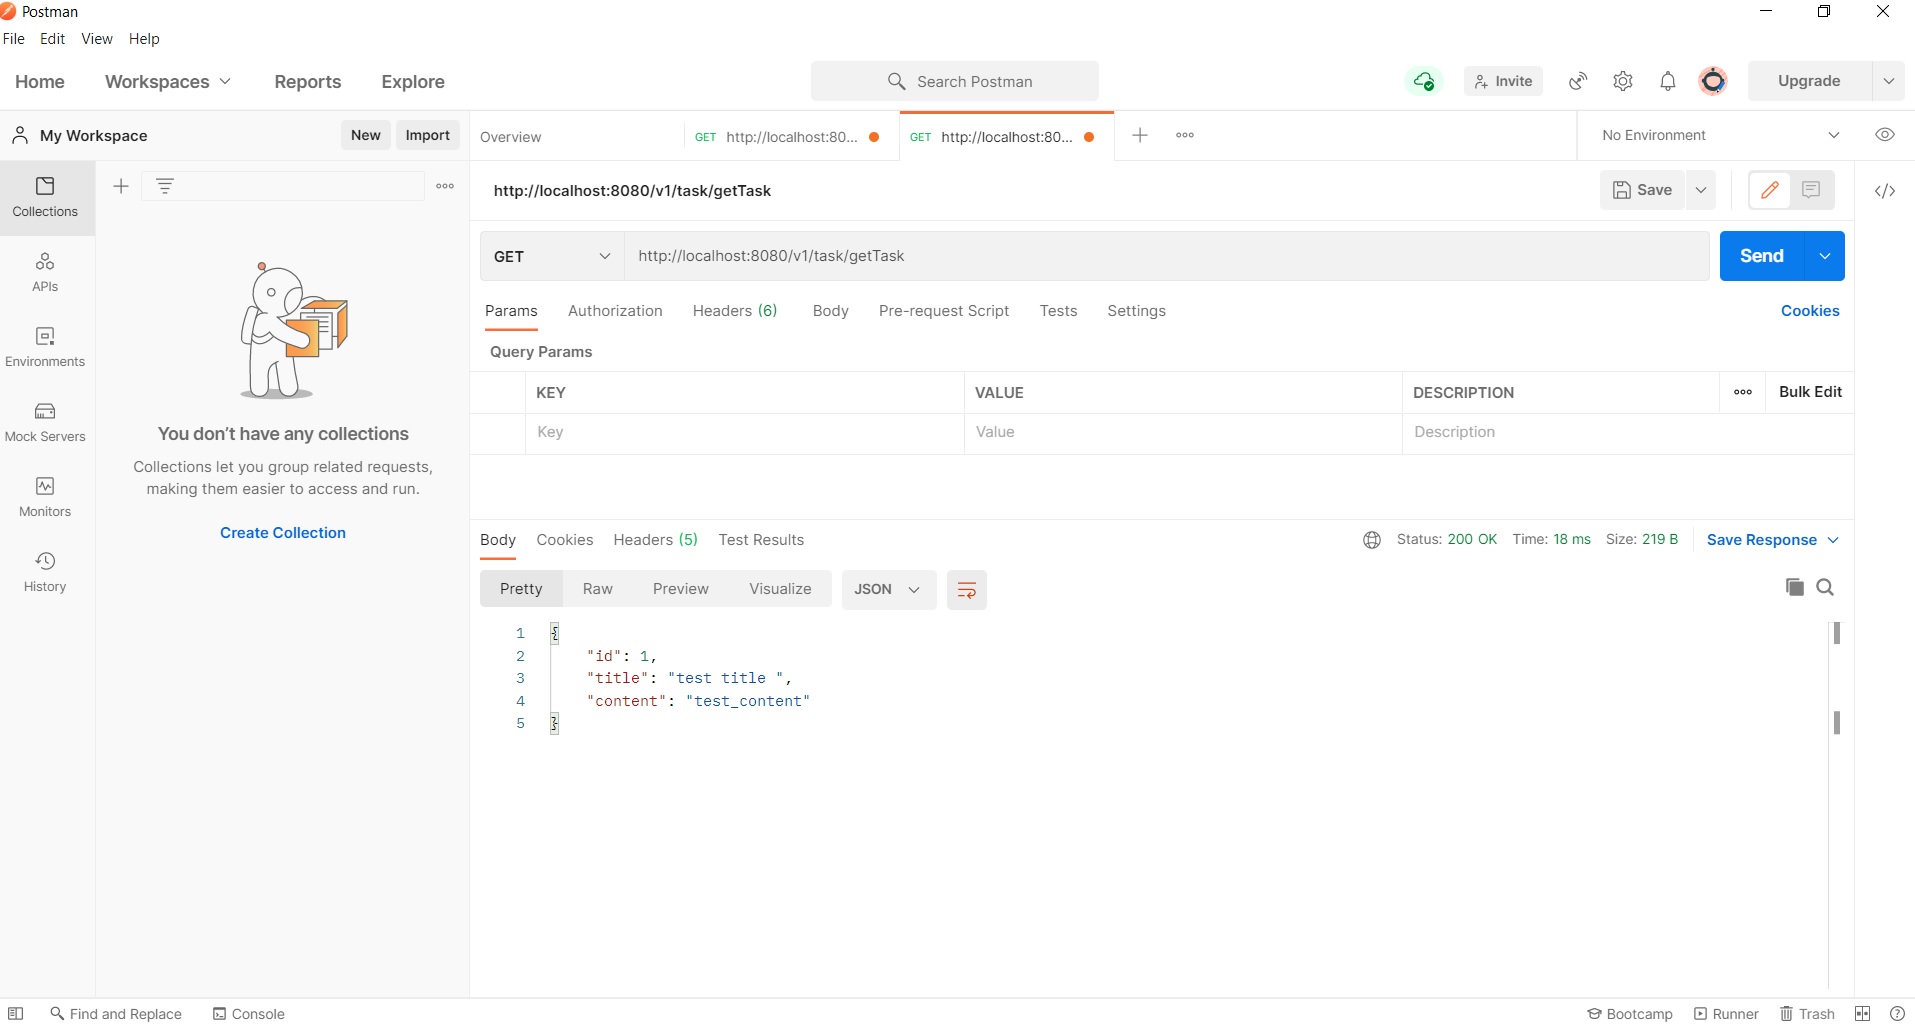 Postman
File Edit View Help
Home Workspaces Reports Explore Search Postman Invite Upgrade
My Workspace New Import Overview GET http://localhost:80... GET http://localhost:80... No Environment
Collections
APIs
Environments
Mock Servers
Monitors
History
You don't have any collections
Collections let you group related requests,
making them easier to access and run.
Create Collection
http://localhost:8080/v1/task/getTask Save
GET http://localhost:8080/v1/task/getTask Send
Params Authorization Headers (6) Body Pre-request Script Tests Settings Cookies
Query Params
KEY VALUE DESCRIPTION Bulk Edit
Key Value Description
Body Cookies Headers (5) Test Results Status: 200 OK Time: 18 ms Size: 219 B Save Response
Pretty Raw Preview Visualize JSON
1 {
2 "id": 1,
3 "title": "test title ",
4 "content": "test_content"
5 }
Find and Replace Console Bootcamp Runner Trash